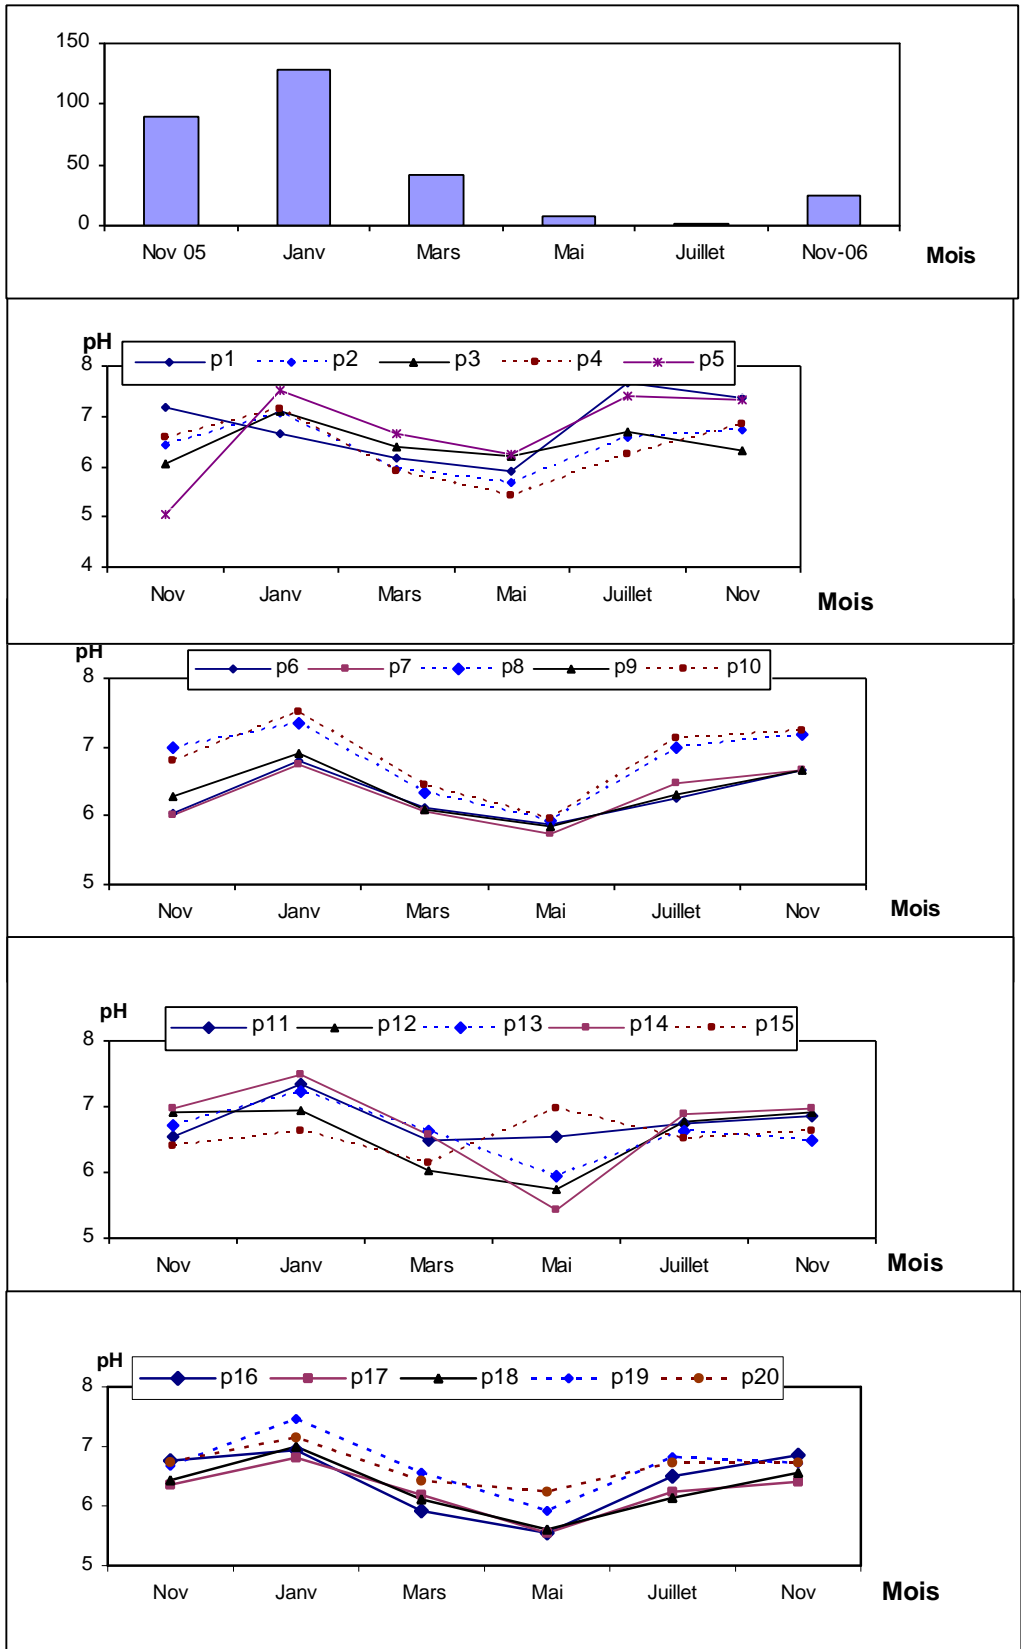 150
100
50
0
Nov 05 Janv Mars Mai Juillet Nov-06
Mois
pH
p1 p2 p3 p4 p5
8
7
6
5
4
Nov Janv Mars Mai Juillet Nov
Mois
pH
p6 p7 p8 p9 p10
8
7
6
5
Nov Janv Mars Mai Juillet Nov
Mois
pH
p11 p12 p13 p14 p15
8
7
6
5
Nov Janv Mars Mai Juillet Nov
Mois
pH
p16 p17 p18 p19 p20
8
7
6
5
Nov Janv Mars Mai Juillet Nov
Mois